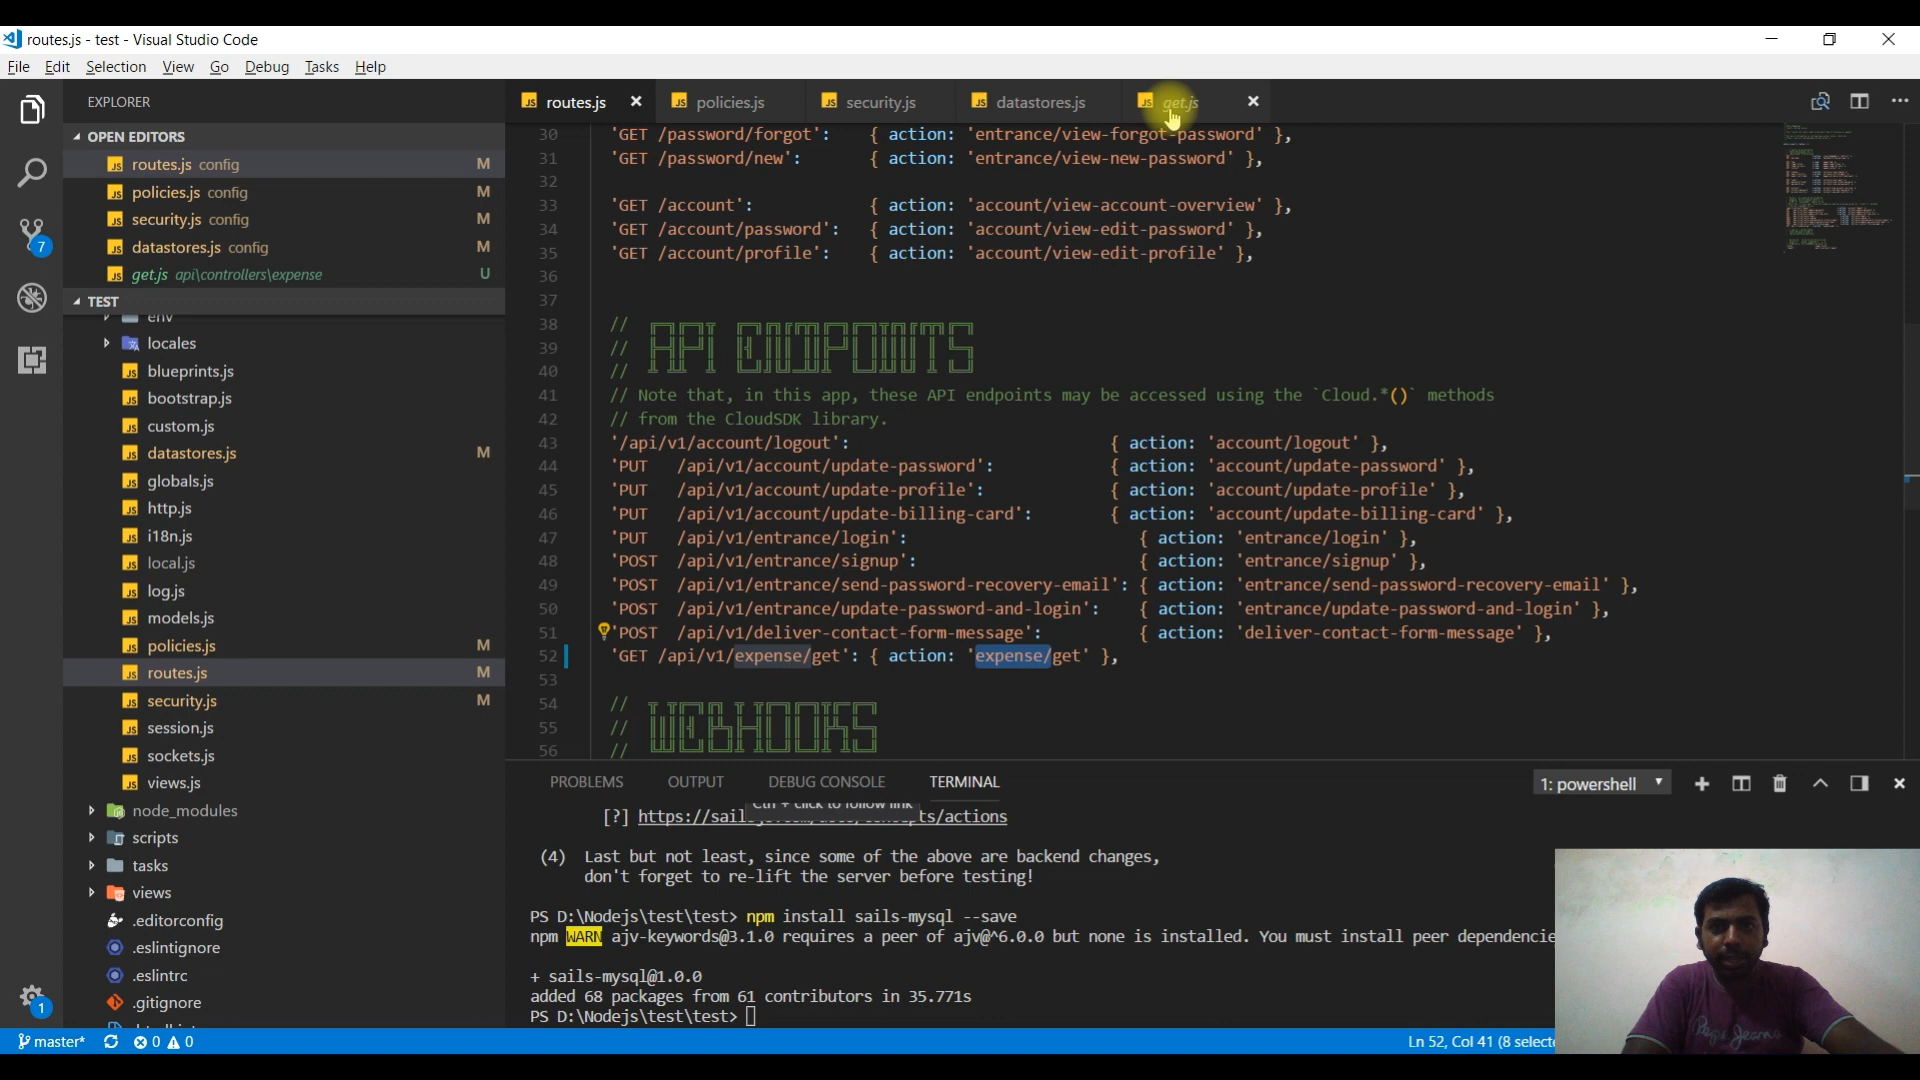 routes.js - test - Visual Studio Code
File Edit Selection View Go Debug Tasks Help
EXPLORER
OPEN EDITORS
routes.js config M
policies.js config M
security.js config M
datastores.js config M
get.js api\controllers\expense U
TEST
env
locales
blueprints.js
bootstrap.js
custom.js
datastores.js M
globals.js
http.js
i18n.js
local.js
log.js
models.js
policies.js M
routes.js M
security.js M
session.js
sockets.js
views.js
node_modules
scripts
tasks
views
.editorconfig
.eslintignore
.eslintrc
.gitignore
7
1
routes.js policies.js security.js datastores.js get.js
30 'GET /password/forgot': { action: 'entrance/view-forgot-password' },
31 'GET /password/new': { action: 'entrance/view-new-password' },
32
33 'GET /account': { action: 'account/view-account-overview' },
34 'GET /account/password': { action: 'account/view-edit-password' },
35 'GET /account/profile': { action: 'account/view-edit-profile' },
36
37
38 //
39 // API ENDPOINTS
40 //
41 // Note that, in this app, these API endpoints may be accessed using the `Cloud.*()` methods
42 // from the CloudSDK library.
43 '/api/v1/account/logout': { action: 'account/logout' },
44 'PUT /api/v1/account/update-password': { action: 'account/update-password' },
45 'PUT /api/v1/account/update-profile': { action: 'account/update-profile' },
46 'PUT /api/v1/account/update-billing-card': { action: 'account/update-billing-card' },
47 'PUT /api/v1/entrance/login': { action: 'entrance/login' },
48 'POST /api/v1/entrance/signup': { action: 'entrance/signup' },
49 'POST /api/v1/entrance/send-password-recovery-email': { action: 'entrance/send-password-recovery-email' },
50 'POST /api/v1/entrance/update-password-and-login': { action: 'entrance/update-password-and-login' },
51 'POST /api/v1/deliver-contact-form-message': { action: 'deliver-contact-form-message' },
52 'GET /api/v1/expense/get': { action: 'expense/get' },
53
54 //
55 // WEBHOOKS
56 //
PROBLEMS OUTPUT DEBUG CONSOLE TERMINAL 1: powershell
Ctrl + click to follow link
[?] https://sail ts/actions
(4) Last but not least, since some of the above are backend changes,
don't forget to re-lift the server before testing!
PS D:\Nodejs\test\test> npm install sails-mysql --save
npm WARN ajv-keywords@3.1.0 requires a peer of ajv@^6.0.0 but none is installed. You must install peer dependencie
+ sails-mysql@1.0.0
added 68 packages from 61 contributors in 35.771s
PS D:\Nodejs\test\test>
master* 0 0 Ln 52, Col 41 (8 selecte